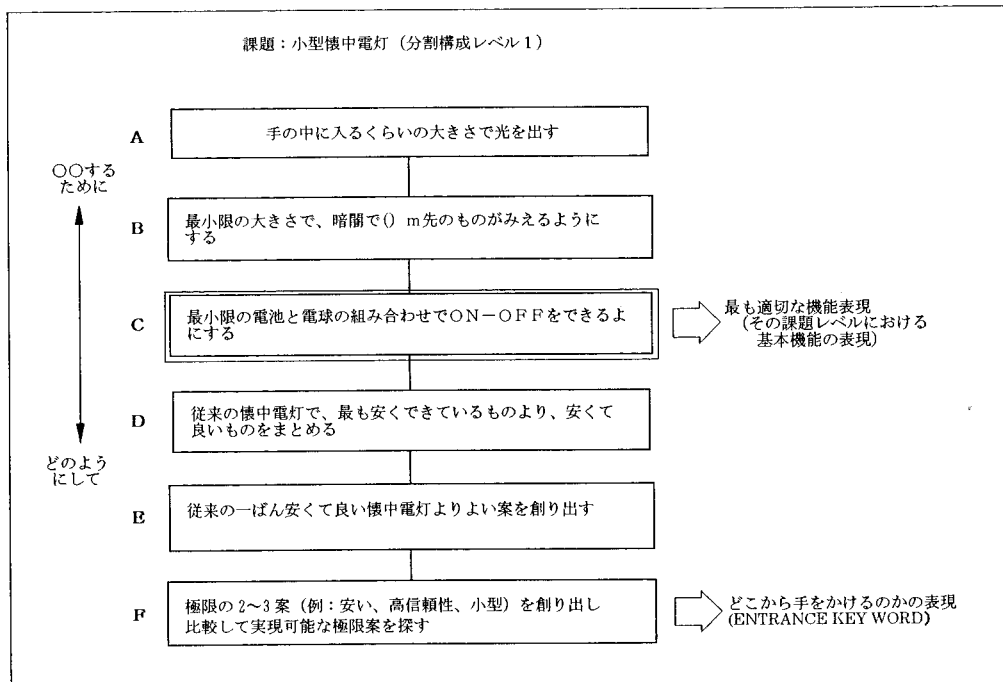 課題：小型懐中電灯（分割構成レベル1）
A
手の中に入るくらいの大きさで光を出す
〇〇する
ために
B
最小限の大きさで、暗闇で() m先のものがみえるように
する
C
最小限の電池と電球の組み合わせでON－OFFをできるよ
にする
最も適切な機能表現
（その課題レベルにおける
基本機能の表現）
D
従来の懐中電灯で、最も安くできているものより、安くて
良いものをまとめる
どのよう
にして
E
従来の一ばん安くて良い懐中電灯よりよい案を創り出す
F
極限の2〜3案（例：安い、高信頼性、小型）を創り出し
比較して実現可能な極限案を探す
どこから手をかけるのかの表現
(ENTRANCE KEY WORD)